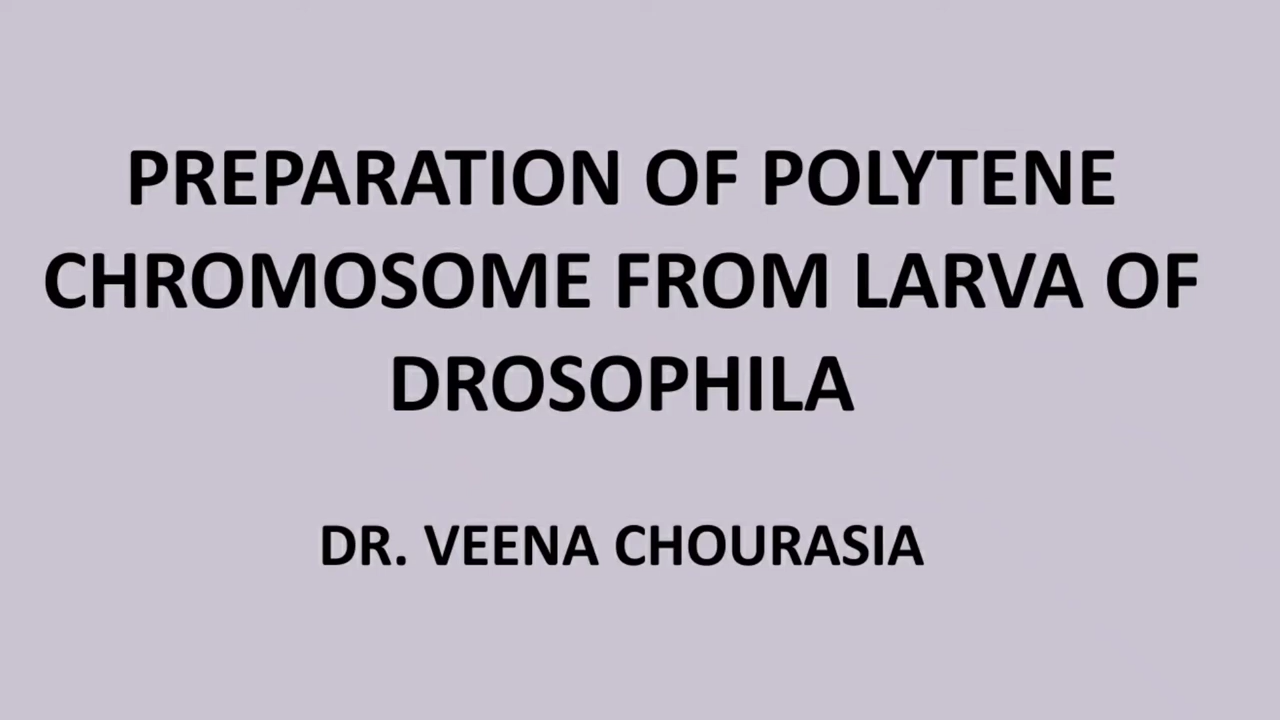 PREPARATION OF POLYTENE
CHROMOSOME FROM LARVA OF
DROSOPHILA
DR. VEENA CHOURASIA